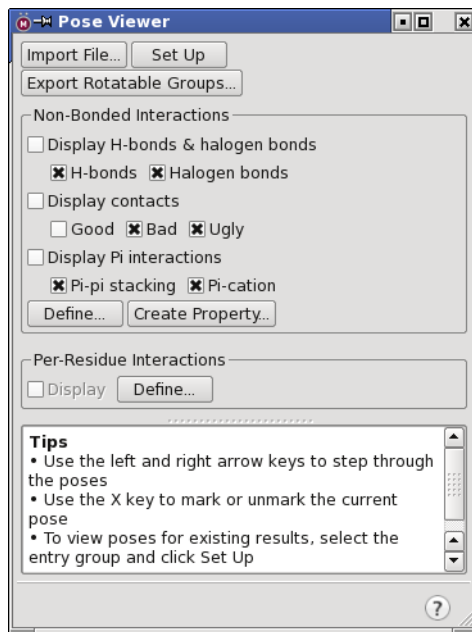 Pose Viewer
Import File... Set Up
Export Rotatable Groups...
Non-Bonded Interactions
Display H-bonds & halogen bonds
H-bonds Halogen bonds
Display contacts
Good Bad Ugly
Display Pi interactions
Pi-pi stacking Pi-cation
Define... Create Property...
Per-Residue Interactions
Display Define...
Tips
• Use the left and right arrow keys to step through
the poses
• Use the X key to mark or unmark the current
pose
• To view poses for existing results, select the
entry group and click Set Up
?